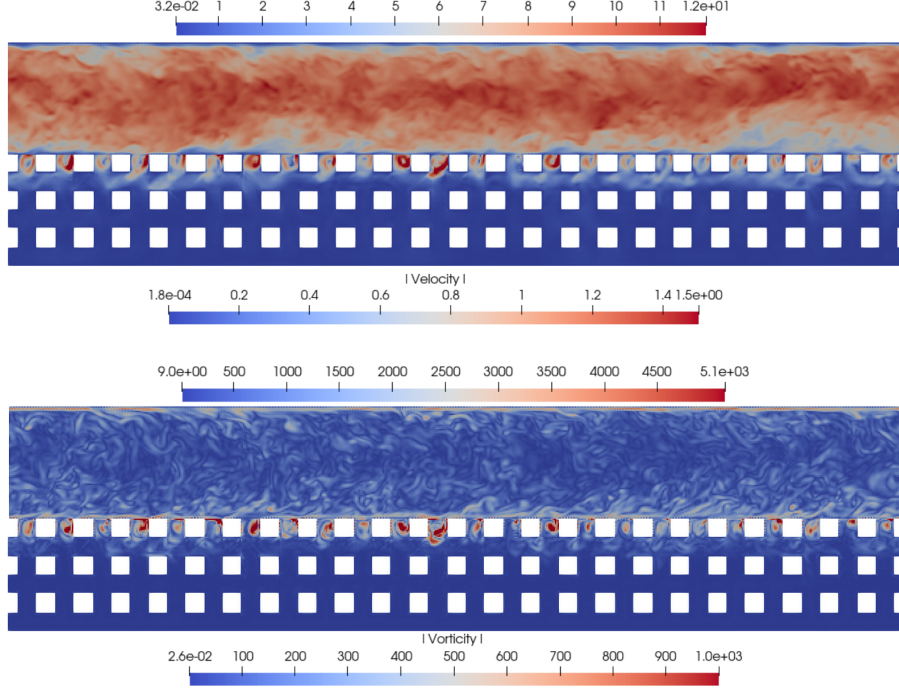 3.2e-02 1 2 3 4 5 6 7 8 9 10 11 1.2e+01
| Velocity |
1.8e-04 0.2 0.4 0.6 0.8 1 1.2 1.4 1.5e+00
9.0e+00 500 1000 1500 2000 2500 3000 3500 4000 4500 5.1e+03
| Vorticity |
2.6e-02 100 200 300 400 500 600 700 800 900 1.0e+03